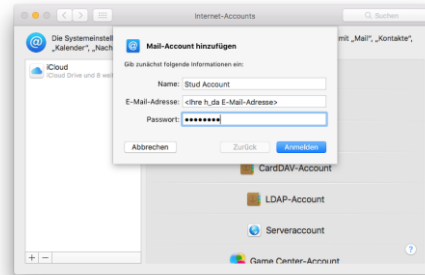 Internet-Accounts
Suchen
Die Systemeinstell
mit „Mail“, „Kontakte“,
„Kalender“, „Nach
iCloud
iCloud Drive und 8 weit
Mail-Account hinzufügen
Gib zunächst folgende Informationen ein:
Name: Stud Account
E-Mail-Adresse: <Ihre h_da E-Mail-Adresse>
Passwort: ●●●●●●●●
Abbrechen
Zurück
Anmelden
CardDAV-Account
LDAP-Account
Serveraccount
Game Center-Account
+ −
?